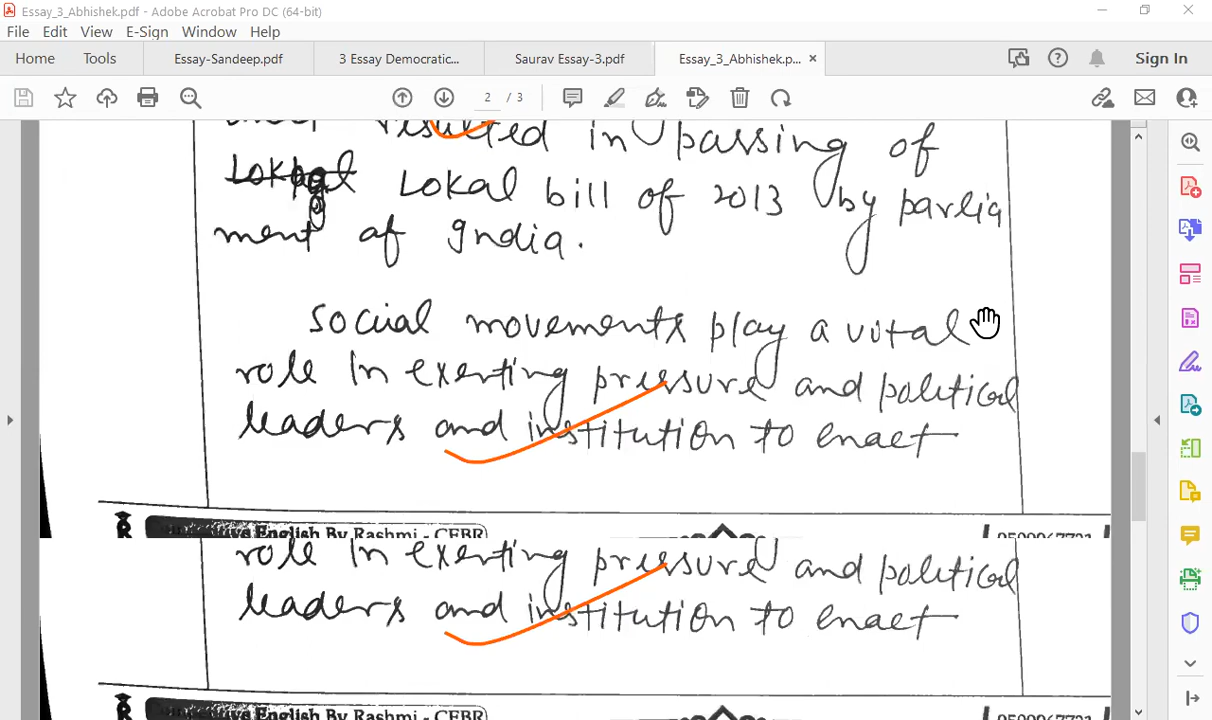 Essay_3_Abhishek.pdf - Adobe Acrobat Pro DC (64-bit)
File Edit View E-Sign Window Help
Home Tools Essay-Sandeep.pdf 3 Essay Democratic... Saurav Essay-3.pdf Essay_3_Abhishek.p... × Sign In
2 / 3
resulted in passing of
Lokpal Lokal bill of 2013 by parlia
ment of India.
Social movements play a vital
role in exerting pressure and political
leaders and institution to enact
English By Rashmi - CEBR
role in exerting pressure and political
leaders and institution to enact
English By Rashmi - CEBR